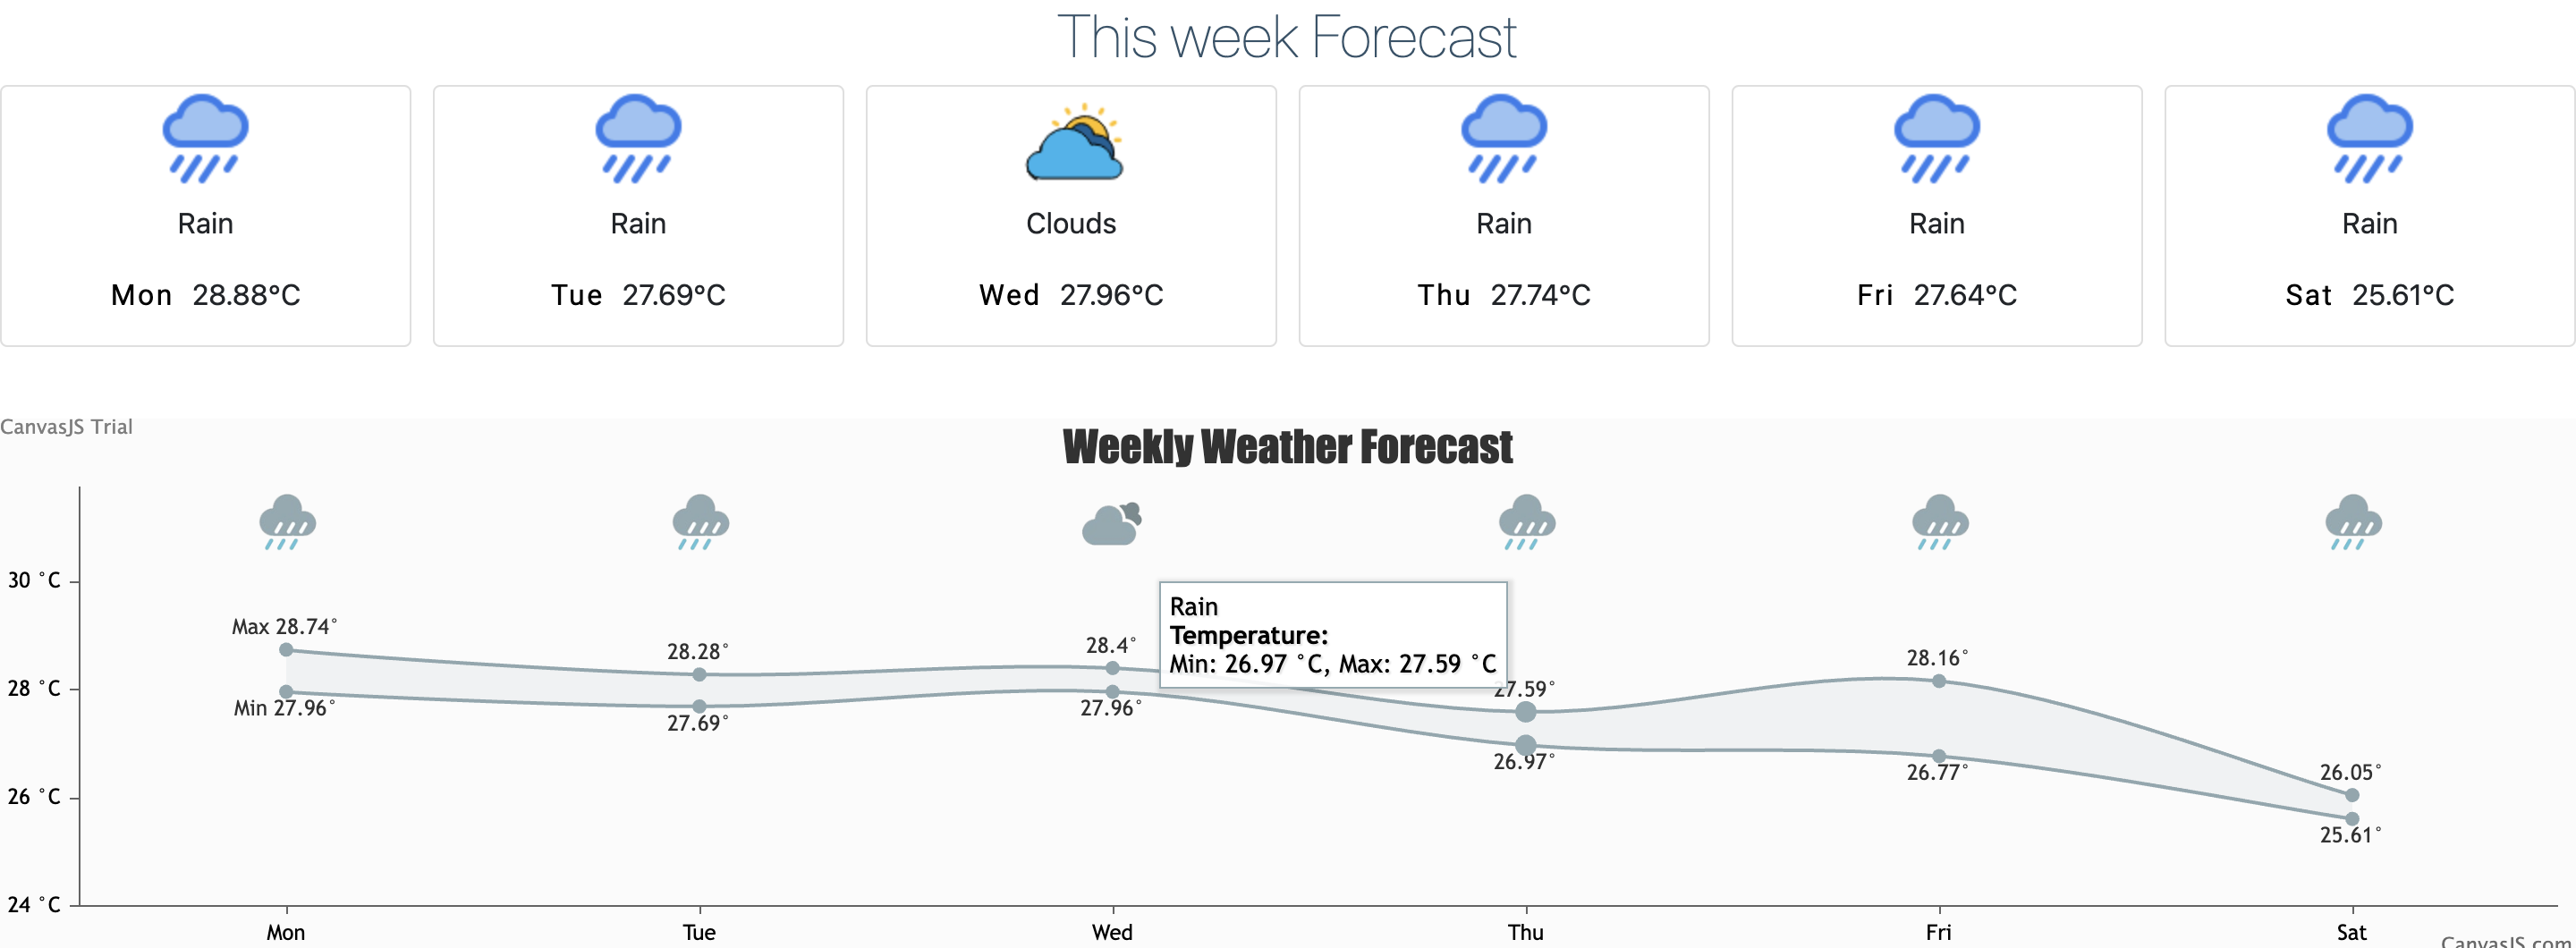 This week Forecast
Rain
Mon 28.88°C
Rain
Tue 27.69°C
Clouds
Wed 27.96°C
Rain
Thu 27.74°C
Rain
Fri 27.64°C
Rain
Sat 25.61°C
CanvasJS Trial
Weekly Weather Forecast
30 °C
28 °C
26 °C
24 °C
Max 28.74°
Min 27.96°
28.28°
27.69°
28.4°
27.96°
Rain
Temperature:
Min: 26.97 °C, Max: 27.59 °C
27.59°
26.97°
28.16°
26.77°
26.05°
25.61°
Mon
Tue
Wed
Thu
Fri
Sat
CanvasJS.com